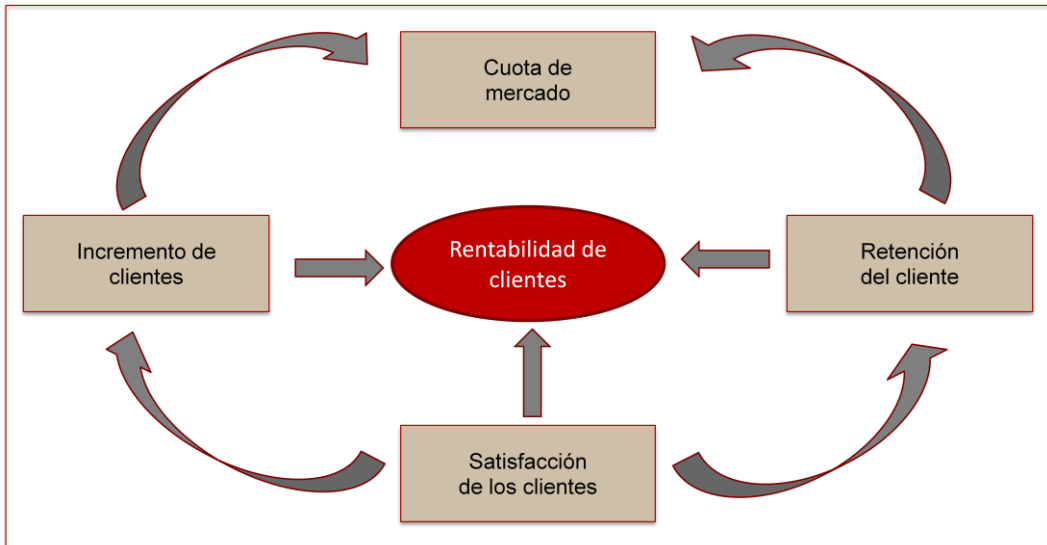 Cuota de
mercado
Incremento de
clientes
Rentabilidad de
clientes
Retención
del cliente
Satisfacción
de los clientes